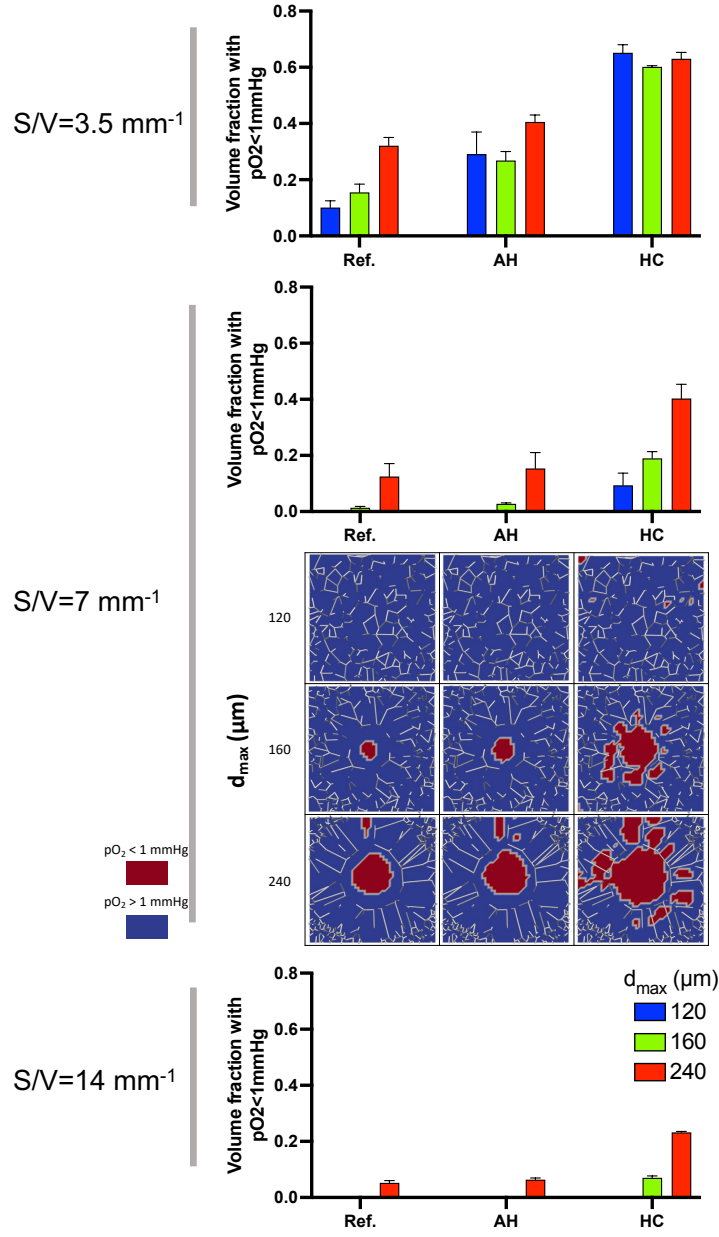 S/V=3.5 mm-1
Volume fraction with
pO2<1mmHg
0.8
0.6
0.4
0.2
0.0
Ref.
AH
HC
S/V=7 mm-1
Volume fraction with
pO2<1mmHg
0.8
0.6
0.4
0.2
0.0
Ref.
AH
HC
dmax (µm)
120
160
240
pO2 < 1 mmHg
pO2 > 1 mmHg
S/V=14 mm-1
Volume fraction with
pO2<1mmHg
0.8
0.6
0.4
0.2
0.0
Ref.
AH
HC
dmax (µm)
120
160
240